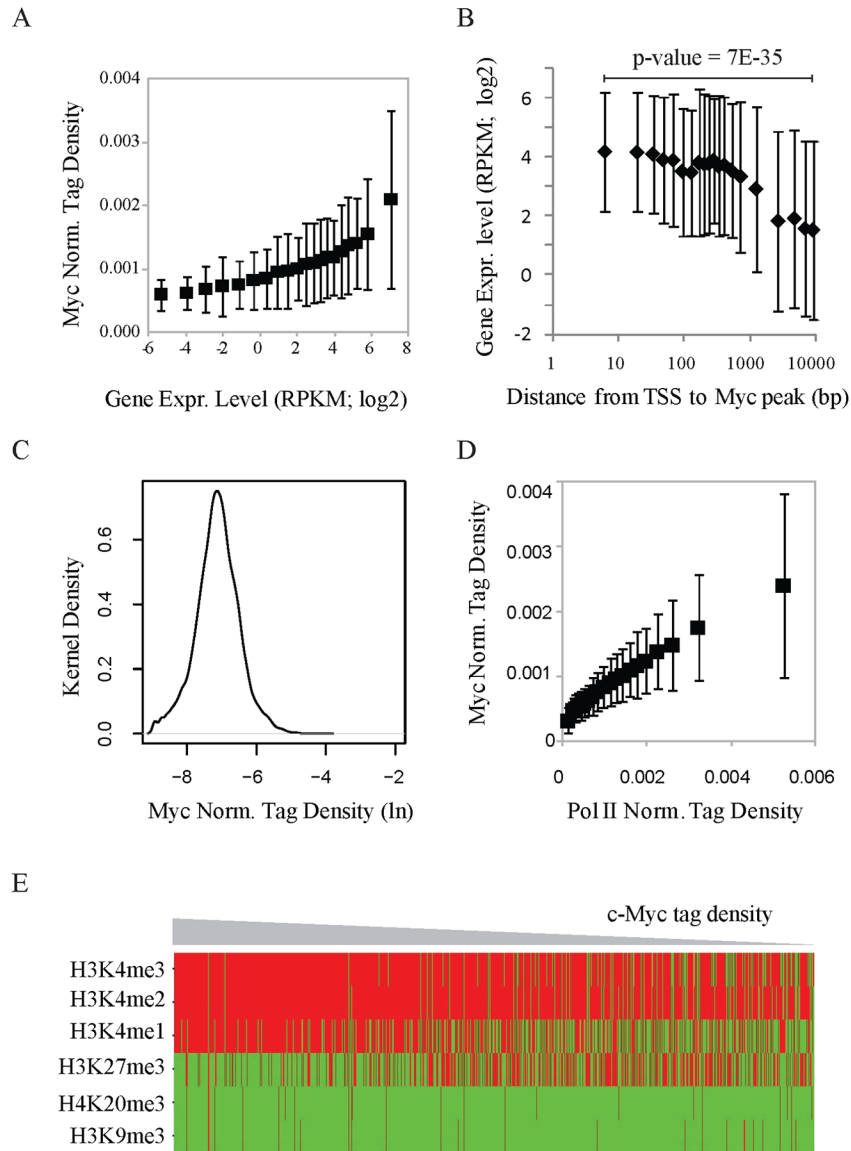 A
Myc Norm. Tag Density
0.004
0.003
0.002
0.001
0.000
-6 -4 -2 0 2 4 6 8
Gene Expr. Level (RPKM; log2)
B
p-value = 7E-35
Gene Expr. level (RPKM; log2)
6
4
2
0
-2
1 10 100 1000 10000
Distance from TSS to Myc peak (bp)
C
Kernel Density
0.6
0.4
0.2
0.0
−8 −6 −4 −2
Myc Norm. Tag Density (ln)
D
Myc Norm. Tag Density
0.004
0.003
0.002
0.001
0
0 0.002 0.004 0.006
Pol II Norm. Tag Density
E
c-Myc tag density
H3K4me3
H3K4me2
H3K4me1
H3K27me3
H4K20me3
H3K9me3